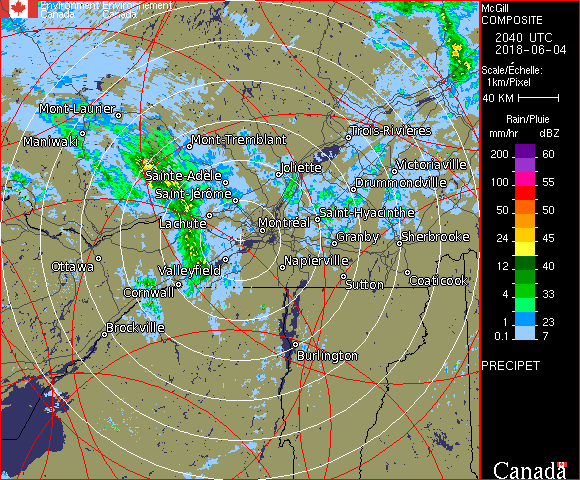 Environment Environnement
Canada Canada
McGill
COMPOSITE
2040 UTC
2018-06-04
Scale/Échelle:
1km/Pixel
40 KM
Rain/Pluie
mm/hr dBZ
200 60
100 55
50 50
45
24 45
12 40
4 33
1 23
0.1 7
PRECIPET
Canada
Mont-Laurier
Maniwaki
Mont-Tremblant
Trois-Rivières
Sainte-Adèle
Joliette
Victoriaville
Saint-Jérôme
Drummondville
Lachute
Montréal
Saint-Hyacinthe
Granby
Sherbrooke
Ottawa
Valleyfield
Napierville
Cornwall
Sutton
Coaticook
Brockville
Burlington